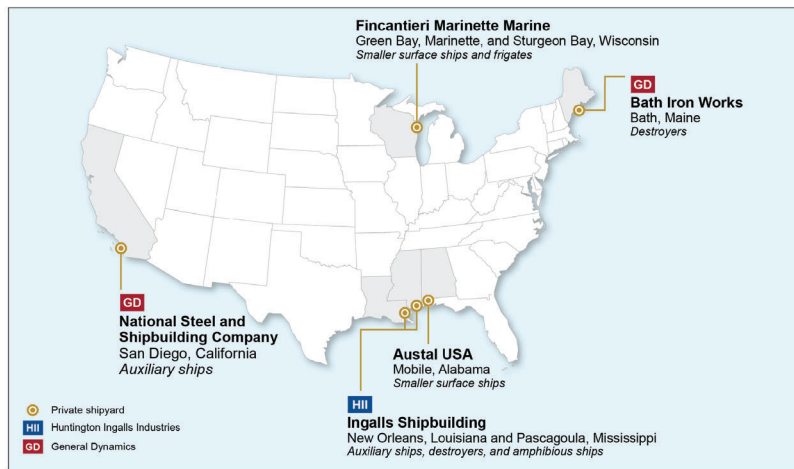 Fincantieri Marinette Marine
Green Bay, Marinette, and Sturgeon Bay, Wisconsin
Smaller surface ships and frigates
GD
Bath Iron Works
Bath, Maine
Destroyers
GD
National Steel and
Shipbuilding Company
San Diego, California
Auxiliary ships
Austal USA
Mobile, Alabama
Smaller surface ships
HII
Ingalls Shipbuilding
New Orleans, Louisiana and Pascagoula, Mississippi
Auxiliary ships, destroyers, and amphibious ships
Private shipyard
HII Huntington Ingalls Industries
GD General Dynamics